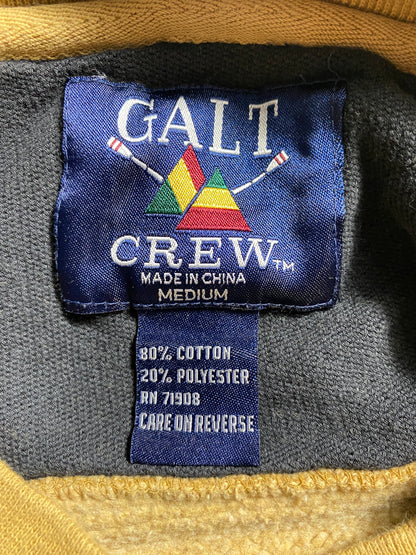 GALT
CREW™
MADE IN CHINA
MEDIUM
80% COTTON
20% POLYESTER
RN 71908
CARE ON REVERSE